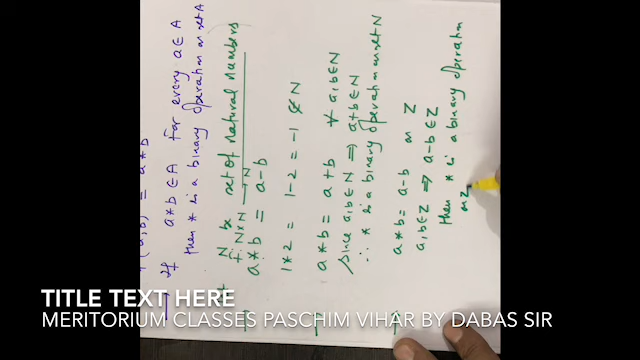 f(a,b) = a*b
If a*b ∈ A for every a ∈ A
then * is a binary operation on set A
N be set of natural numbers
f: N×N → N
a*b = a-b
1*2 = 1-2 = -1 ∉ N
a*b = a+b ∀ a,b ∈ N
Since a,b ∈ N ⇒ a+b ∈ N
∴ * is a binary operation on set N
a*b = a-b on Z
a,b ∈ Z ⇒ a-b ∈ Z
then * is a binary operation
on Z
TITLE TEXT HERE
MERITORIUM CLASSES PASCHIM VIHAR BY DABAS SIR